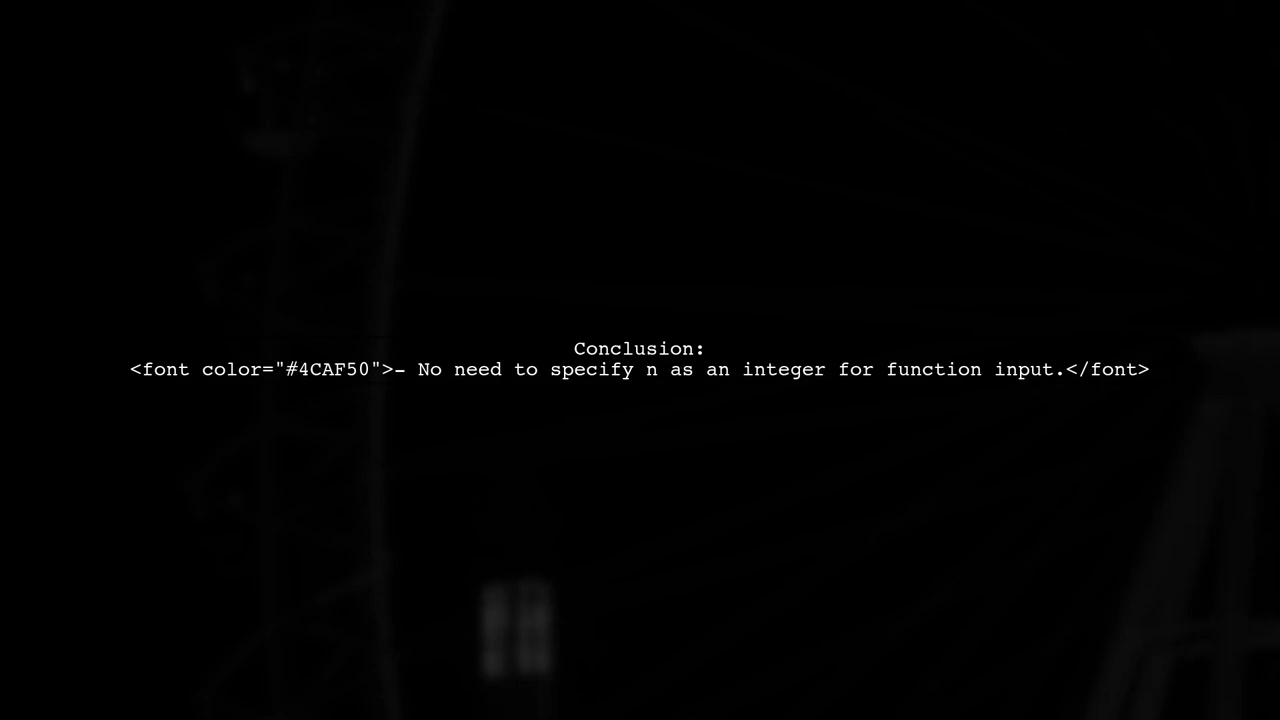 Conclusion:
<font color="#4CAF50">– No need to specify n as an integer for function input.</font>